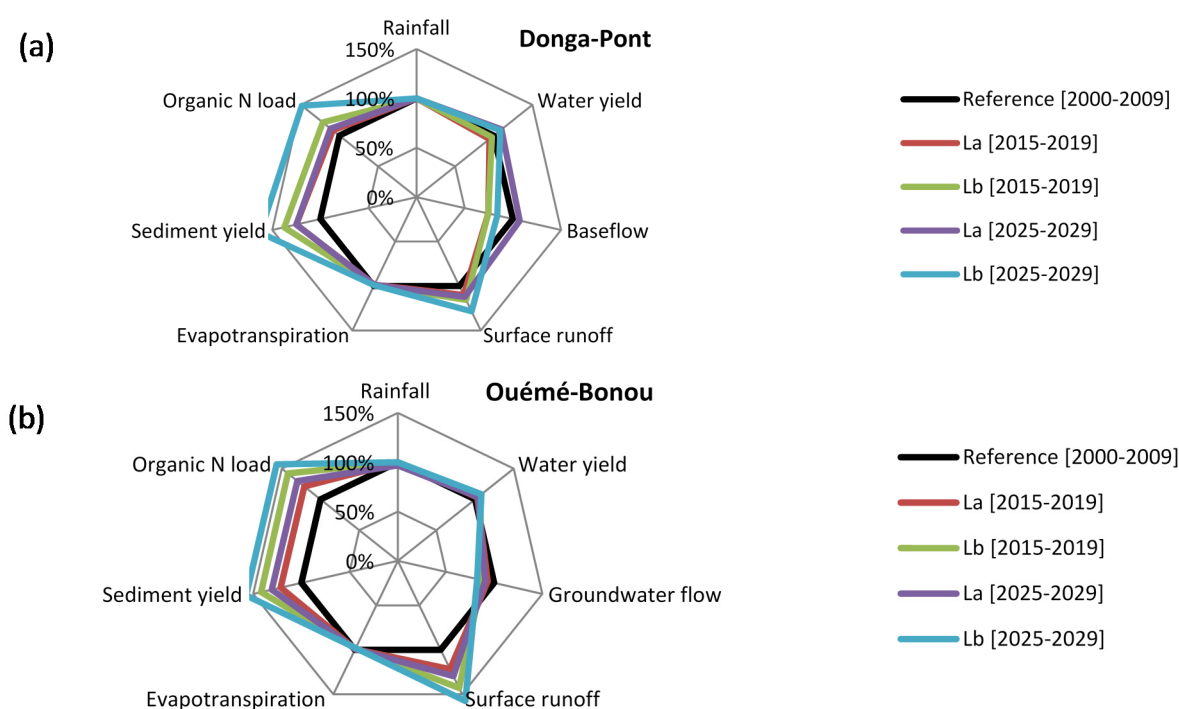 (a)
Donga-Pont
Rainfall
150%
Organic N load
100%
Water yield
50%
0%
Sediment yield
Baseflow
Evapotranspiration
Surface runoff
Reference [2000-2009]
La [2015-2019]
Lb [2015-2019]
La [2025-2029]
Lb [2025-2029]
(b)
Ouémé-Bonou
Rainfall
150%
Organic N load
100%
Water yield
50%
0%
Sediment yield
Groundwater flow
Evapotranspiration
Surface runoff
Reference [2000-2009]
La [2015-2019]
Lb [2015-2019]
La [2025-2029]
Lb [2025-2029]